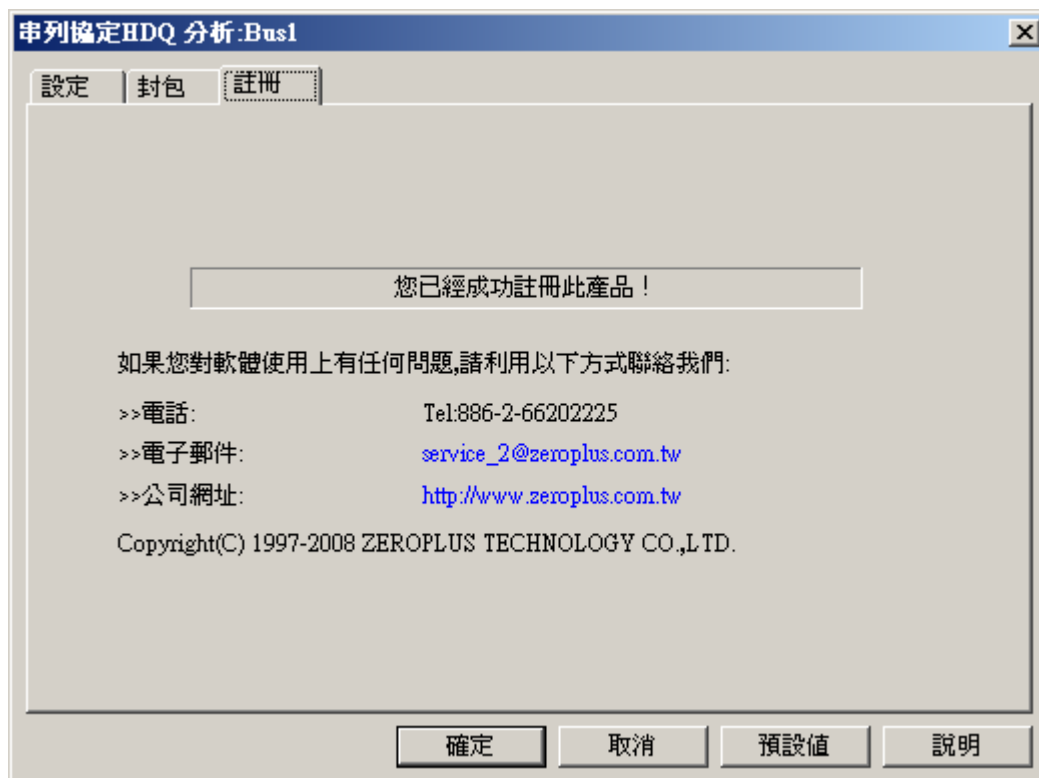 串列協定HDQ 分析:Bus1
設定 封包 註冊
您已經成功註冊此產品！
如果您對軟體使用上有任何問題,請利用以下方式聯絡我們:
>>電話: Tel:886-2-66202225
>>電子郵件: service_2@zeroplus.com.tw
>>公司網址: http://www.zeroplus.com.tw
Copyright(C) 1997-2008 ZEROPLUS TECHNOLOGY CO.,LTD.
確定 取消 預設值 說明